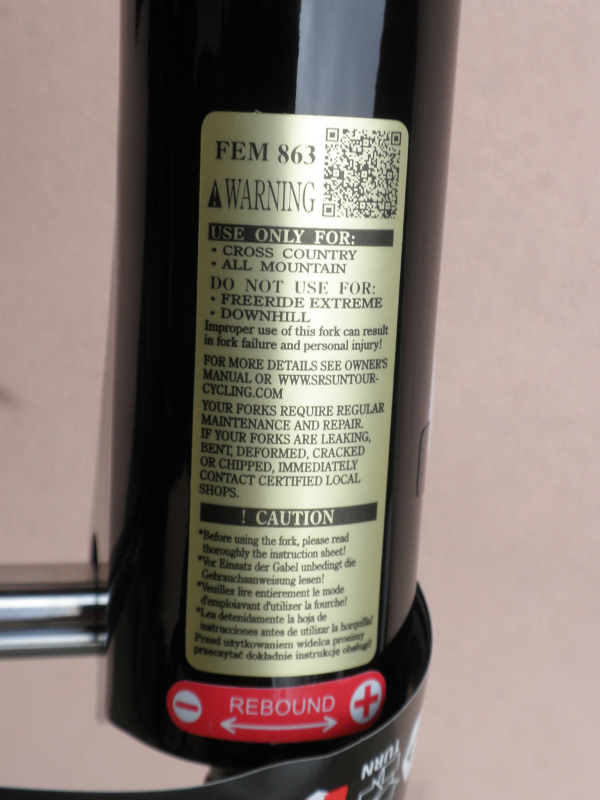 FEM 863
WARNING
USE ONLY FOR:
• CROSS COUNTRY
• ALL MOUNTAIN
DO NOT USE FOR:
• FREERIDE EXTREME
• DOWNHILL
Improper use of this fork can result
in fork failure and personal injury!
FOR MORE DETAILS SEE OWNER'S
MANUAL OR WWW.SRSUNTOUR-
CYCLING.COM
YOUR FORKS REQUIRE REGULAR
MAINTENANCE AND REPAIR.
IF YOUR FORKS ARE LEAKING,
BENT, DEFORMED, CRACKED
OR CHIPPED, IMMEDIATELY
CONTACT CERTIFIED LOCAL
SHOPS.
! CAUTION
*Before using the fork, please read
thoroughly the instruction sheet!
*Vor Einsatz der Gabel unbedingt die
Gebrauchsanweisung lesen!
*Veuillez lire entierement le mode
d'emploiavant d'utilizer la fourche!
*Lea detenidamente la hoja de
instrucciones antes de utilizar la horquilla!
Przed użytkowaniem widelca prosimy
przeczytać dokładnie instrukcję obsługi!
− REBOUND +
TURN